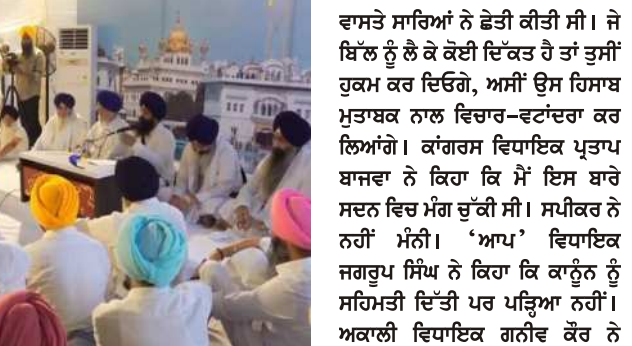 ਵਾਸਤੇ ਸਾਰਿਆਂ ਨੇ ਛੇਤੀ ਕੀਤੀ ਸੀ। ਜੇ
ਬਿੱਲ ਨੂੰ ਲੈ ਕੇ ਕੋਈ ਦਿੱਕਤ ਹੈ ਤਾਂ ਤੁਸੀਂ
ਹੁਕਮ ਕਰ ਦਿਓਗੇ, ਅਸੀਂ ਉਸ ਹਿਸਾਬ
ਮੁਤਾਬਕ ਨਾਲ ਵਿਚਾਰ-ਵਟਾਂਦਰਾ ਕਰ
ਲਿਆਂਗੇ। ਕਾਂਗਰਸ ਵਿਧਾਇਕ ਪ੍ਰਤਾਪ
ਬਾਜਵਾ ਨੇ ਕਿਹਾ ਕਿ ਮੈਂ ਇਸ ਬਾਰੇ
ਸਦਨ ਵਿਚ ਮੰਗ ਚੁੱਕੀ ਸੀ। ਸਪੀਕਰ ਨੇ
ਨਹੀਂ ਮੰਨੀ। ‘ਆਪ’ ਵਿਧਾਇਕ
ਜਗਰੂਪ ਸਿੰਘ ਨੇ ਕਿਹਾ ਕਿ ਕਾਨੂੰਨ ਨੂੰ
ਸਹਿਮਤੀ ਦਿੱਤੀ ਪਰ ਪੜ੍ਹਿਆ ਨਹੀਂ।
ਅਕਾਲੀ ਵਿਧਾਇਕ ਗਨੀਵ ਕੌਰ ਨੇ